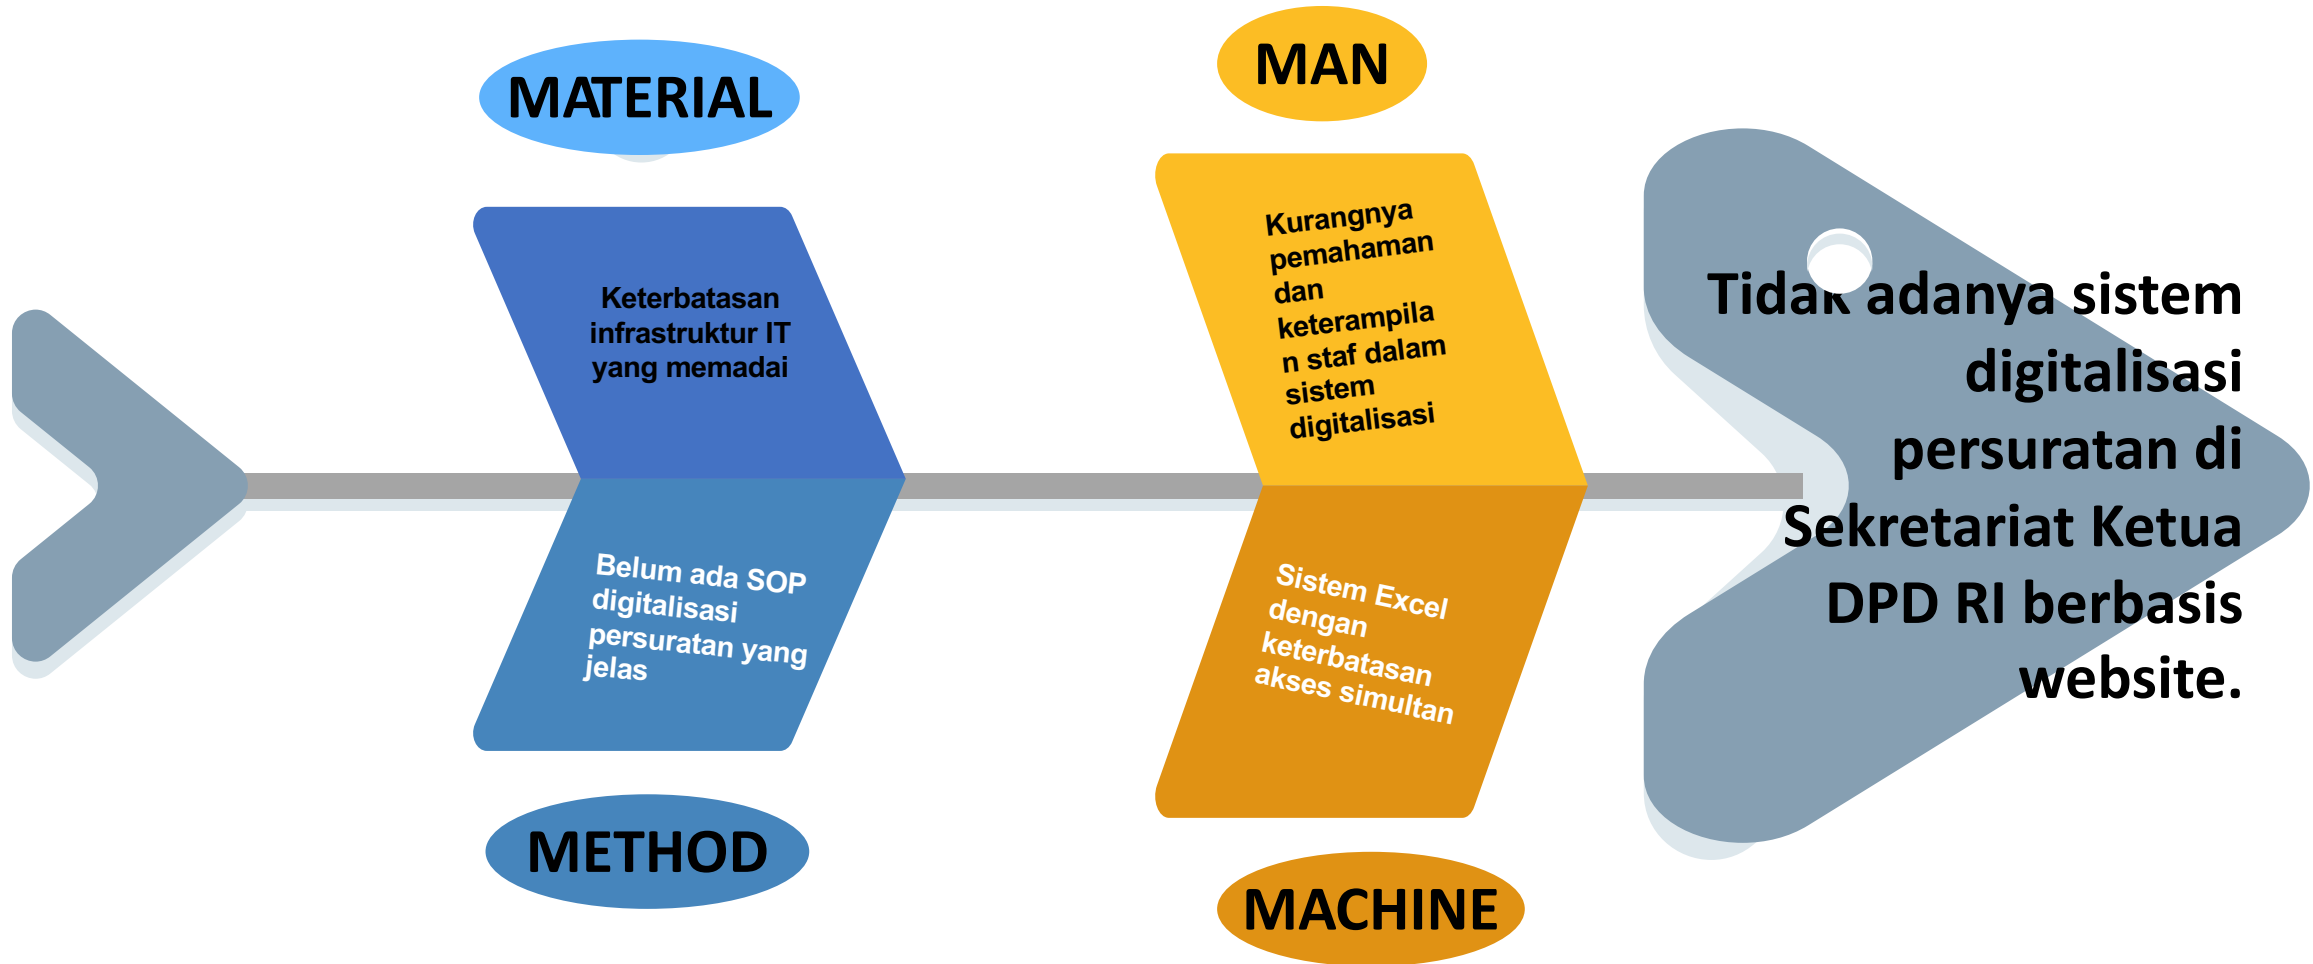 MATERIAL
Keterbatasan
infrastruktur IT
yang memadai
Belum ada SOP
digitalisasi
persuratan yang
jelas
METHOD
MAN
Kurangnya
pemahaman
dan
keterampila
n staf dalam
sistem
digitalisasi
Sistem Excel
dengan
keterbatasan
akses simultan
MACHINE
Tidak adanya sistem
digitalisasi
persuratan di
Sekretariat Ketua
DPD RI berbasis
website.